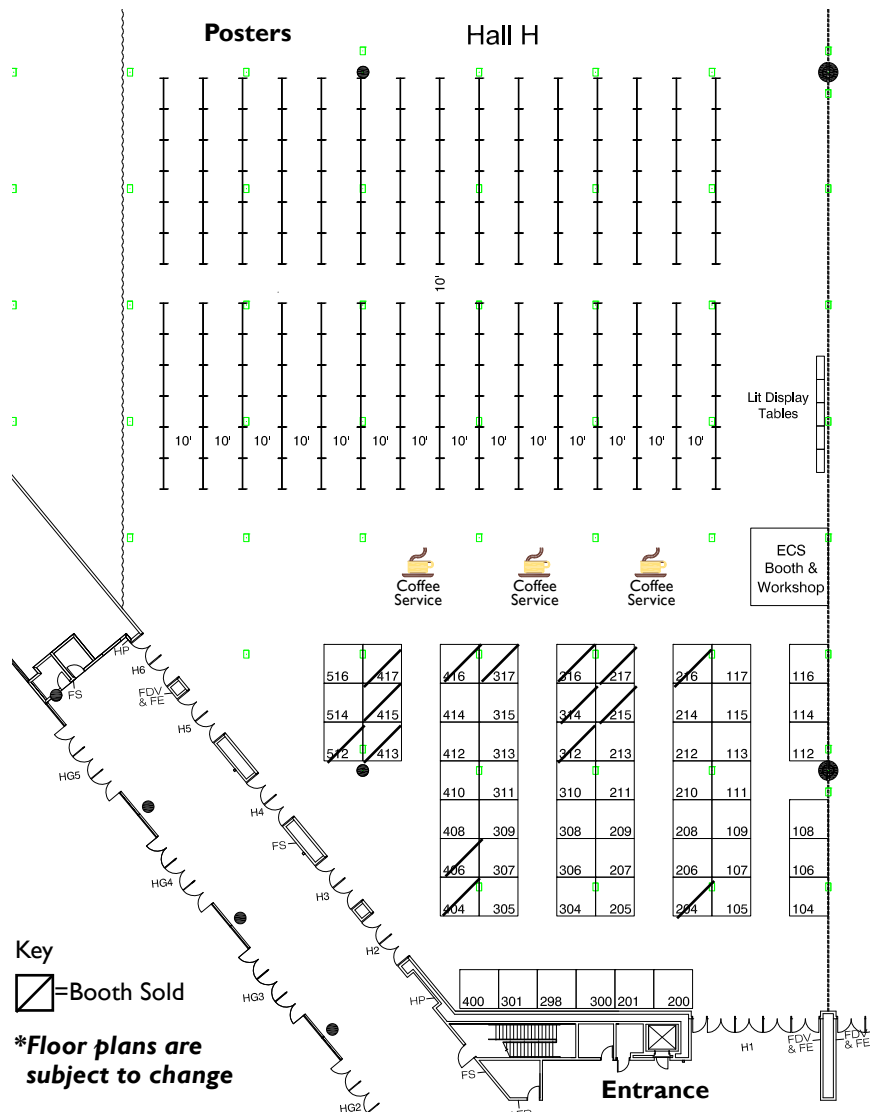 Posters
Hall H
10'
Lit Display
Tables
10' 10' 10' 10' 10' 10' 10' 10' 10' 10' 10' 10' 10' 10'
Coffee
Service
Coffee
Service
Coffee
Service
ECS
Booth &
Workshop
516 417 416 317 316 217 216 117 116
514 415 414 315 314 215 214 115 114
512 413 412 313 312 213 212 113 112
410 311 310 211 210 111
408 309 308 209 208 109 108
406 307 306 207 206 107 106
404 305 304 205 204 105 104
400 301 298 300 201 200
HP
H6
FS
FDV
& FE
H5
HG5
H4
FS
HG4
H3
H2
HG3
HP
H1
FDV
& FE
FDV
& FE
FS
HG2
Key
=Booth Sold
*Floor plans are
subject to change
Entrance